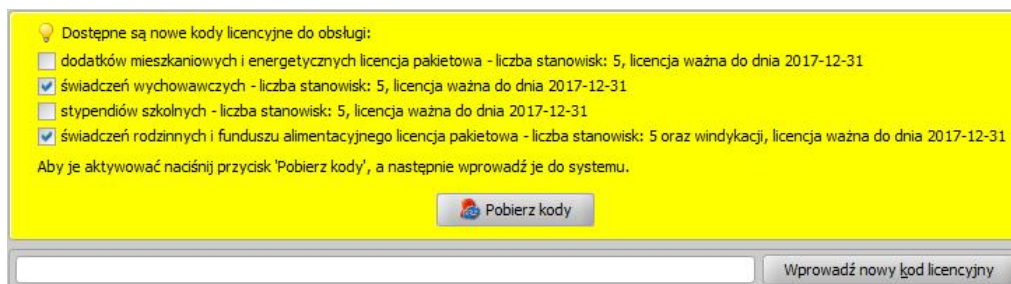 Dostępne są nowe kody licencyjne do obsługi:
dodatków mieszkaniowych i energetycznych licencja pakietowa - liczba stanowisk: 5, licencja ważna do dnia 2017-12-31
świadczeń wychowawczych - liczba stanowisk: 5, licencja ważna do dnia 2017-12-31
stypendiów szkolnych - liczba stanowisk: 5, licencja ważna do dnia 2017-12-31
świadczeń rodzinnych i funduszu alimentacyjnego licencja pakietowa - liczba stanowisk: 5 oraz windykacji, licencja ważna do dnia 2017-12-31
Aby je aktywować naciśnij przycisk 'Pobierz kody', a następnie wprowadź je do systemu.
Pobierz kody
Wprowadź nowy kod licencyjny